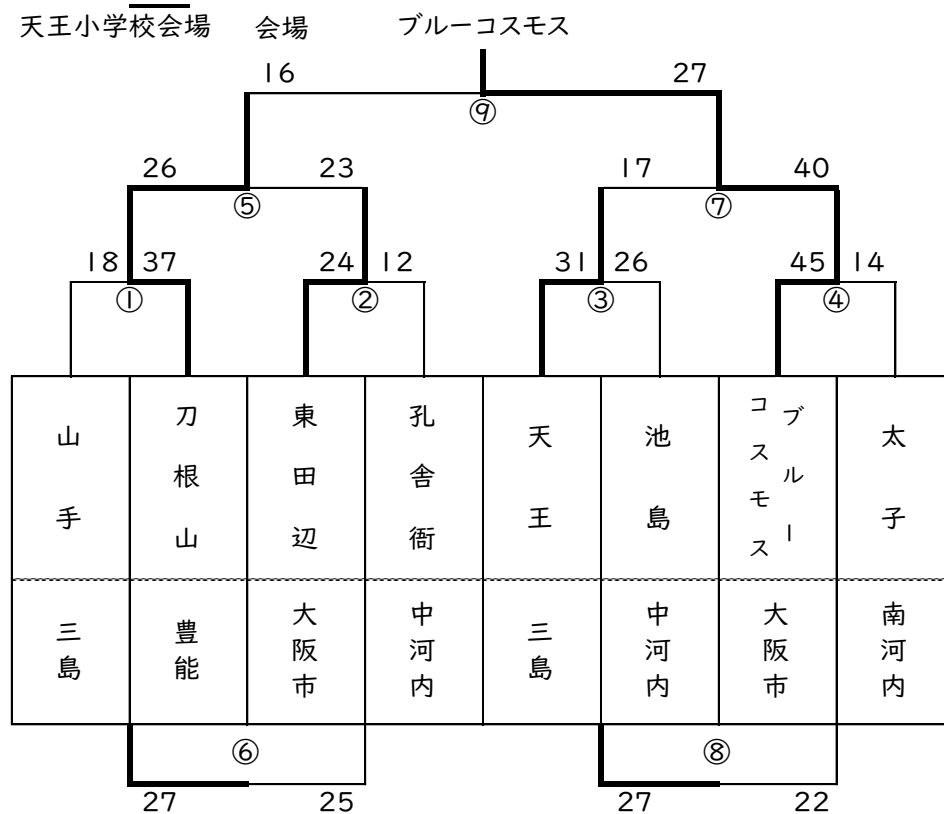 天王小学校会場 会場 ブルーコスモス
16 27
⑨
26 23 17 40
⑤ ⑦
18 37 24 12 31 26 45 14
① ② ③ ④
山手
刀根山
東田辺
孔舎衙
天王
池島
ブルー
コスモス
太子
三島
豊能
大阪市
中河内
三島
中河内
大阪市
南河内
⑥ ⑧
27 25 27 22